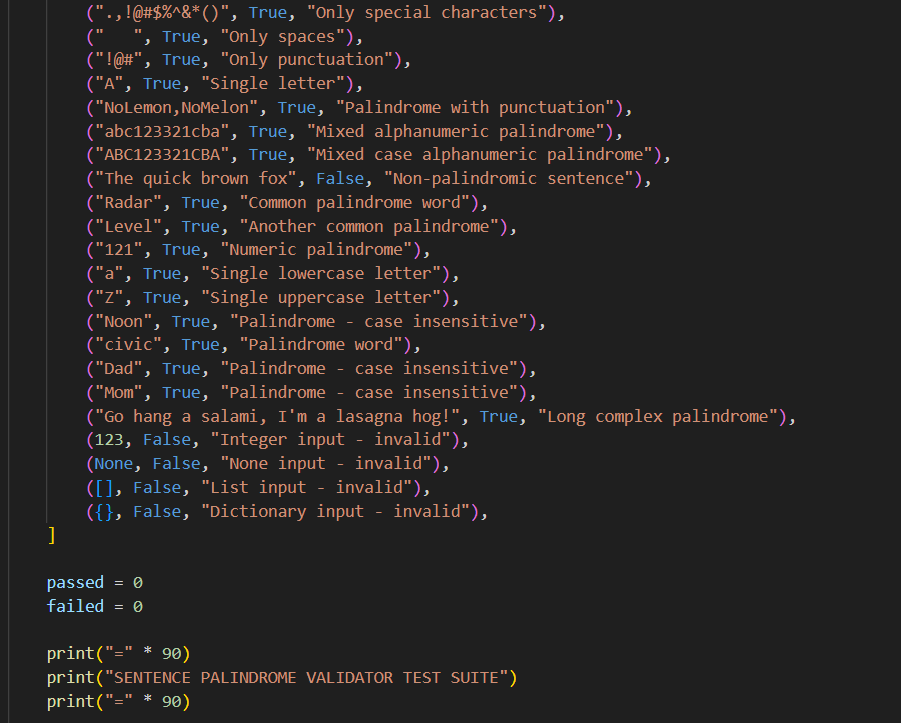 (".,!@#$%^&*()", True, "Only special characters"),
("   ", True, "Only spaces"),
("!@#", True, "Only punctuation"),
("A", True, "Single letter"),
("NoLemon,NoMelon", True, "Palindrome with punctuation"),
("abc123321cba", True, "Mixed alphanumeric palindrome"),
("ABC123321CBA", True, "Mixed case alphanumeric palindrome"),
("The quick brown fox", False, "Non-palindromic sentence"),
("Radar", True, "Common palindrome word"),
("Level", True, "Another common palindrome"),
("121", True, "Numeric palindrome"),
("a", True, "Single lowercase letter"),
("Z", True, "Single uppercase letter"),
("Noon", True, "Palindrome - case insensitive"),
("civic", True, "Palindrome word"),
("Dad", True, "Palindrome - case insensitive"),
("Mom", True, "Palindrome - case insensitive"),
("Go hang a salami, I'm a lasagna hog!", True, "Long complex palindrome"),
(123, False, "Integer input - invalid"),
(None, False, "None input - invalid"),
([], False, "List input - invalid"),
({}, False, "Dictionary input - invalid"),
]
passed = 0
failed = 0
print("=" * 90)
print("SENTENCE PALINDROME VALIDATOR TEST SUITE")
print("=" * 90)